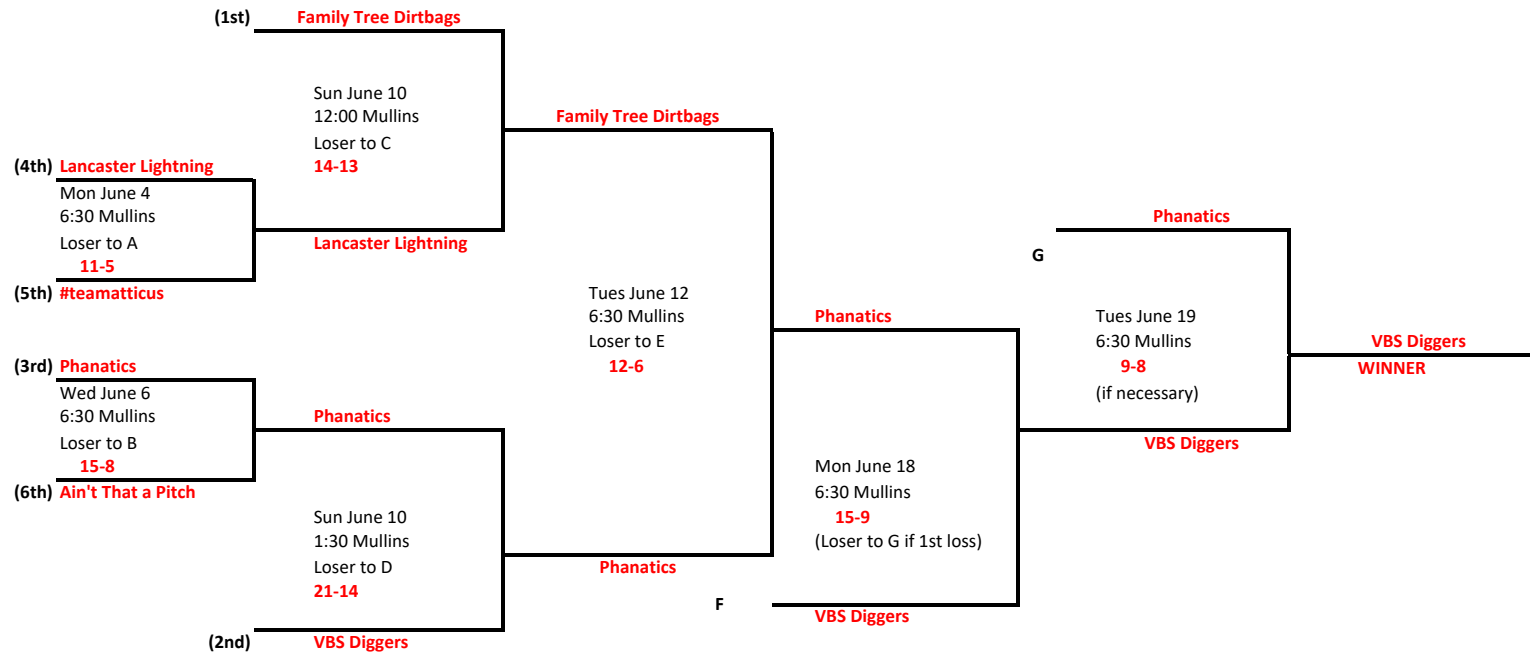 (1st) Family Tree Dirtbags
Sun June 10
12:00 Mullins
Loser to C
14-13
Family Tree Dirtbags
(4th) Lancaster Lightning
Mon June 4
6:30 Mullins
Loser to A
11-5
Lancaster Lightning
(5th) #teamatticus
Tues June 12
6:30 Mullins
Loser to E
12-6
(3rd) Phanatics
Wed June 6
6:30 Mullins
Loser to B
15-8
Phanatics
(6th) Ain't That a Pitch
Sun June 10
1:30 Mullins
Loser to D
21-14
Phanatics
(2nd) VBS Diggers
Phanatics
Mon June 18
6:30 Mullins
15-9
(Loser to G if 1st loss)
F
VBS Diggers
Phanatics
G
Tues June 19
6:30 Mullins
9-8
(if necessary)
VBS Diggers
VBS Diggers
WINNER